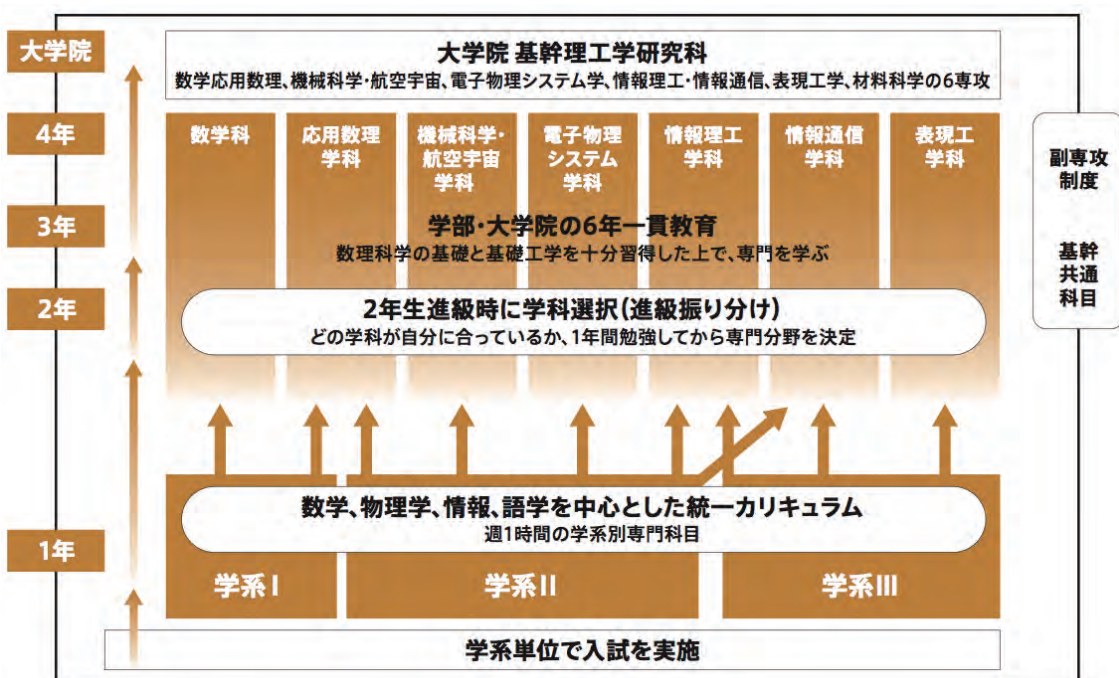 大学院
大学院 基幹理工学研究科
数学応用数理、機械科学・航空宇宙、電子物理システム学、情報理工・情報通信、表現工学、材料科学の6専攻
4年
数学科
応用数理
学科
機械科学・
航空宇宙
学科
電子物理
システム
学科
情報理工
学科
情報通信
学科
表現工
学科
副専攻
制度
基幹
共通
科目
3年
学部・大学院の6年一貫教育
数理科学の基礎と基礎工学を十分習得した上で、専門を学ぶ
2年
2年生進級時に学科選択(進級振り分け)
どの学科が自分に合っているか、1年間勉強してから専門分野を決定
1年
数学、物理学、情報、語学を中心とした統一カリキュラム
週1時間の学系別専門科目
学系Ⅰ
学系Ⅱ
学系Ⅲ
学系単位で入試を実施